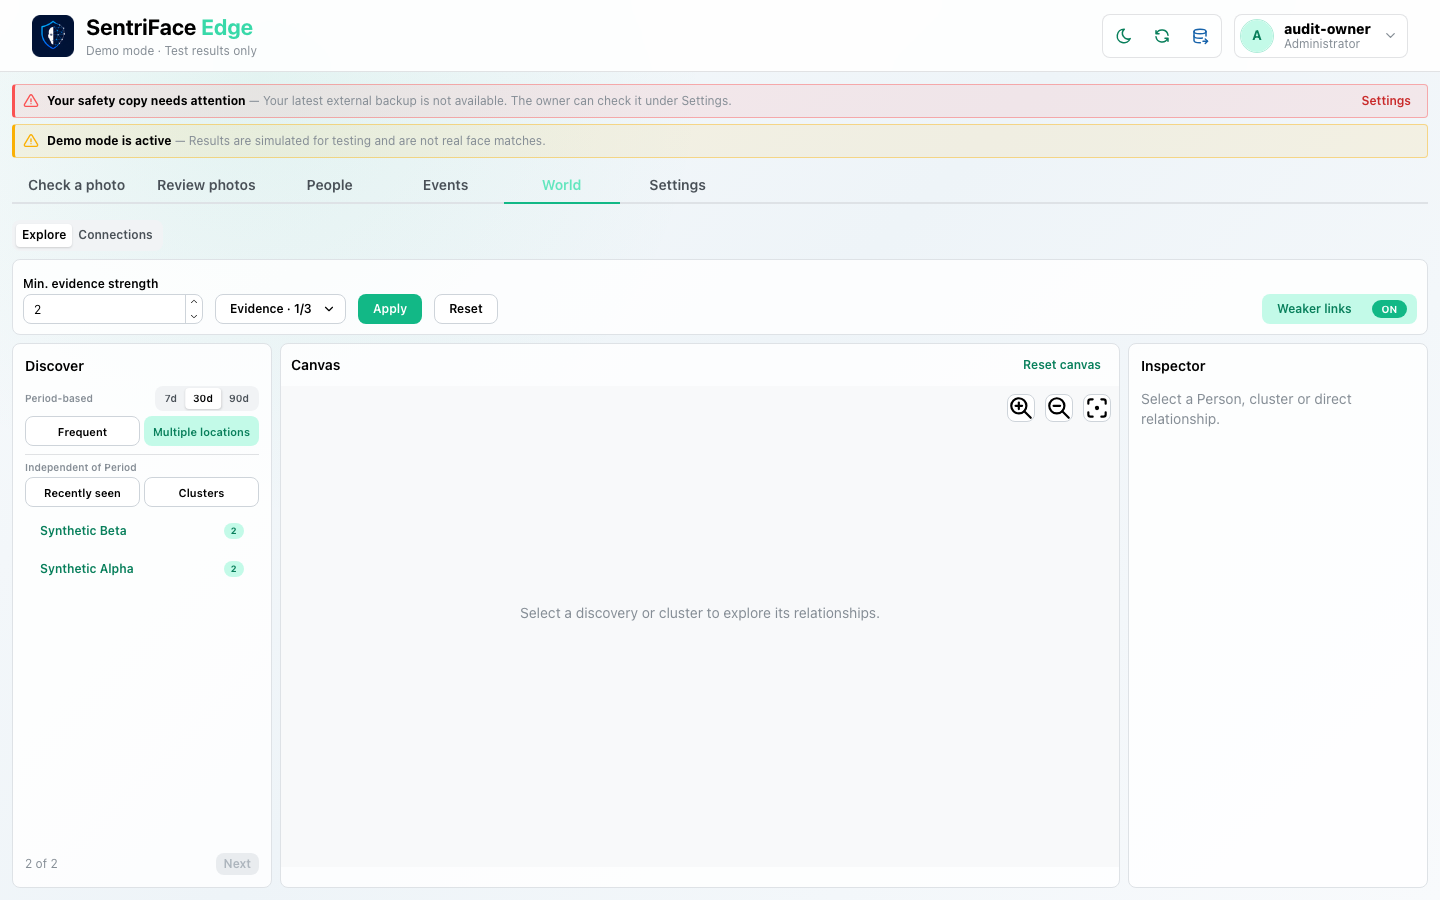 SentriFace Edge
Demo mode · Test results only
A
audit-owner
Administrator
Your safety copy needs attention — Your latest external backup is not available. The owner can check it under Settings.
Settings
Demo mode is active — Results are simulated for testing and are not real face matches.
Check a photo
Review photos
People
Events
World
Settings
Explore
Connections
Min. evidence strength
2
Evidence · 1/3
Apply
Reset
Weaker links
ON
Discover
Period-based
7d
30d
90d
Frequent
Multiple locations
Independent of Period
Recently seen
Clusters
Synthetic Beta
2
Synthetic Alpha
2
2 of 2
Next
Canvas
Reset canvas
Select a discovery or cluster to explore its relationships.
Inspector
Select a Person, cluster or direct
relationship.